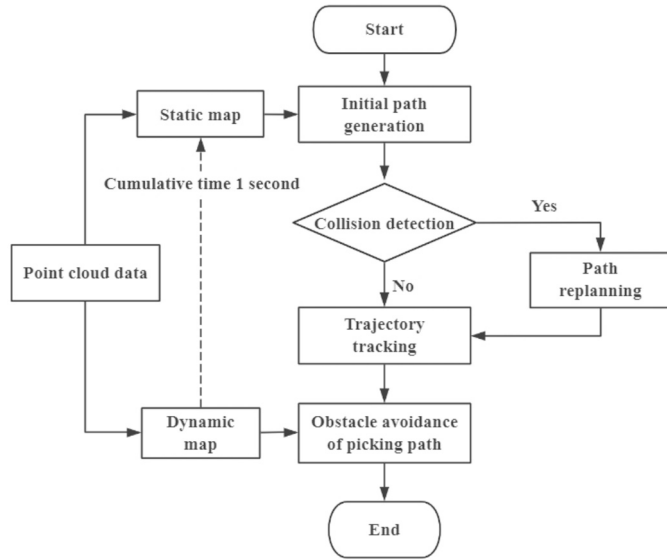 Start
Static map
Initial path
generation
Cumulative time 1 second
Collision detection
Yes
Point cloud data
Path
replanning
No
Trajectory
tracking
Dynamic
map
Obstacle avoidance
of picking path
End